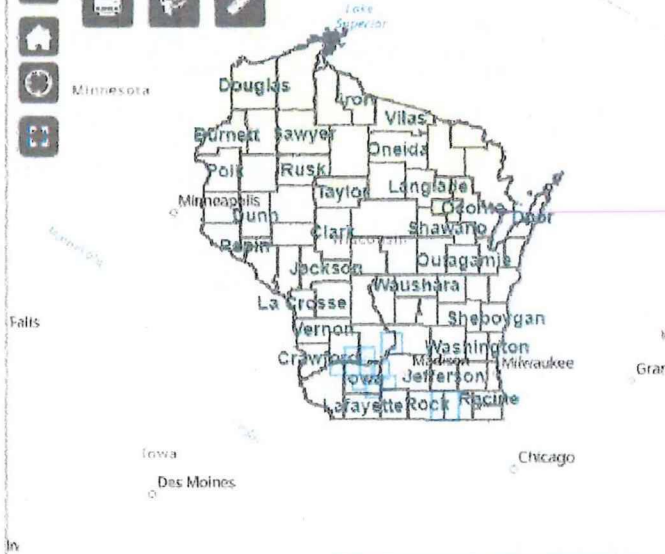 Lake
Superior
Minnesota
Douglas
Iron
Vilas
Burnett
Sawyer
Oneida
Polk
Rusk
Taylor
Langlade
Minneapolis
Oconto
Door
Dunn
Clark
Shawano
Wisconsin
Pepin
Outagamie
Minnesota
Jackson
Waushara
La Crosse
Falls
Sheboygan
Vernon
Washington
Crawford
Madison
Milwaukee
Gran
Iowa
Jefferson
Lafayette
Rock
Racine
Iowa
Chicago
Des Moines
In